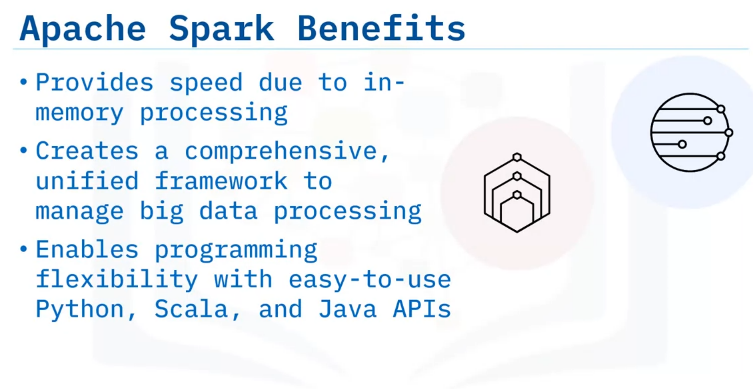 Apache Spark Benefits
• Provides speed due to in-
memory processing
• Creates a comprehensive,
unified framework to
manage big data processing
• Enables programming
flexibility with easy-to-use
Python, Scala, and Java APIs